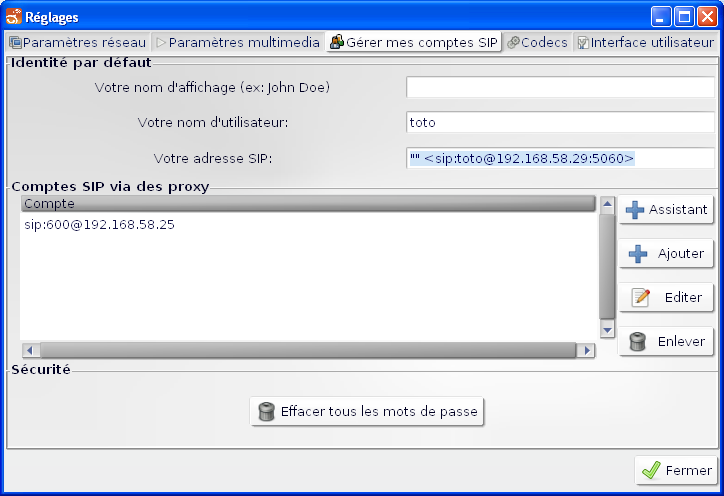 Réglages
Paramètres réseau Paramètres multimedia Gérer mes comptes SIP Codecs Interface utilisateur
Identité par défaut
Votre nom d'affichage (ex: John Doe)
Votre nom d'utilisateur: toto
Votre adresse SIP: "" <sip:toto@192.168.58.29:5060>
Comptes SIP via des proxy
Compte
Assistant
sip:600@192.168.58.25
Ajouter
Editer
Enlever
Sécurité
Effacer tous les mots de passe
Fermer